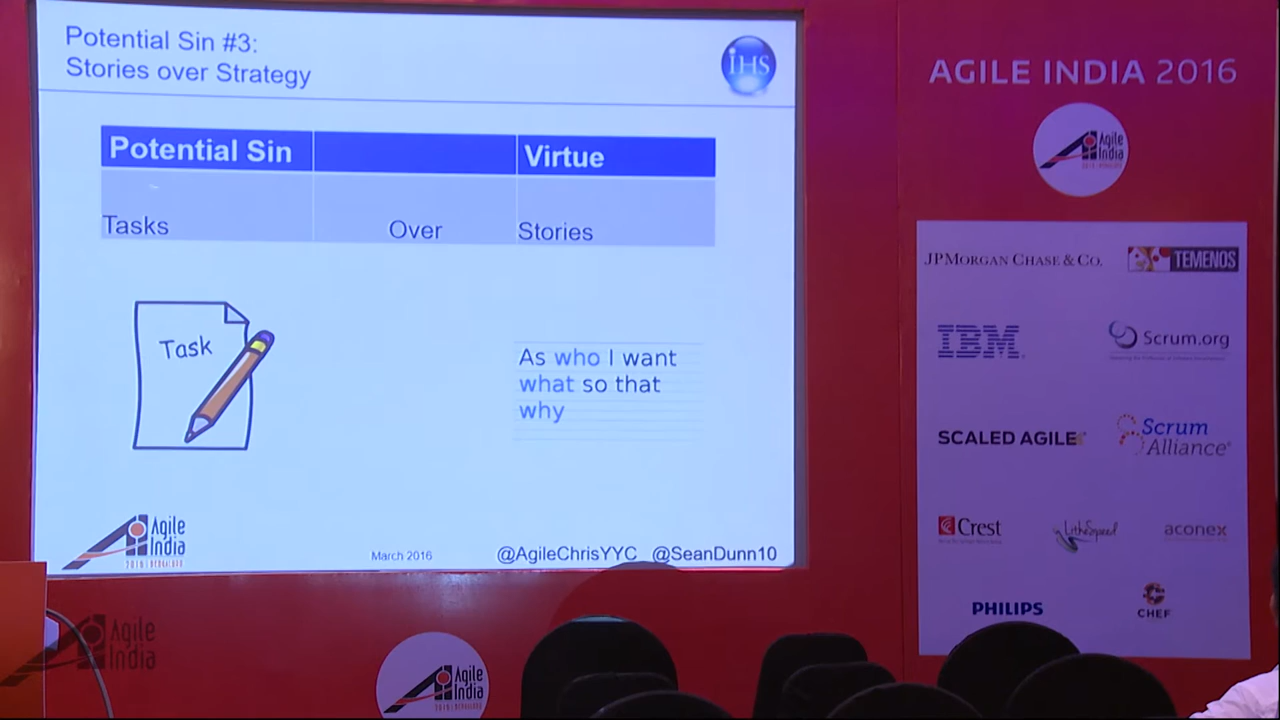 Potential Sin #3:
Stories over Strategy
iHS
Potential Sin
Virtue
Tasks
Over
Stories
Task
As who I want
what so that
why
Agile
India
March 2016
@AgileChrisYYC @SeanDunn10
AGILE INDIA 2016
Agile
India
JPMORGAN CHASE & CO.
TEMENOS
IBM
Scrum.org
SCALED AGILE
Scrum
Alliance
Crest
LitheSpeed
aconex
PHILIPS
CHEF
Agile
India
Agile
India